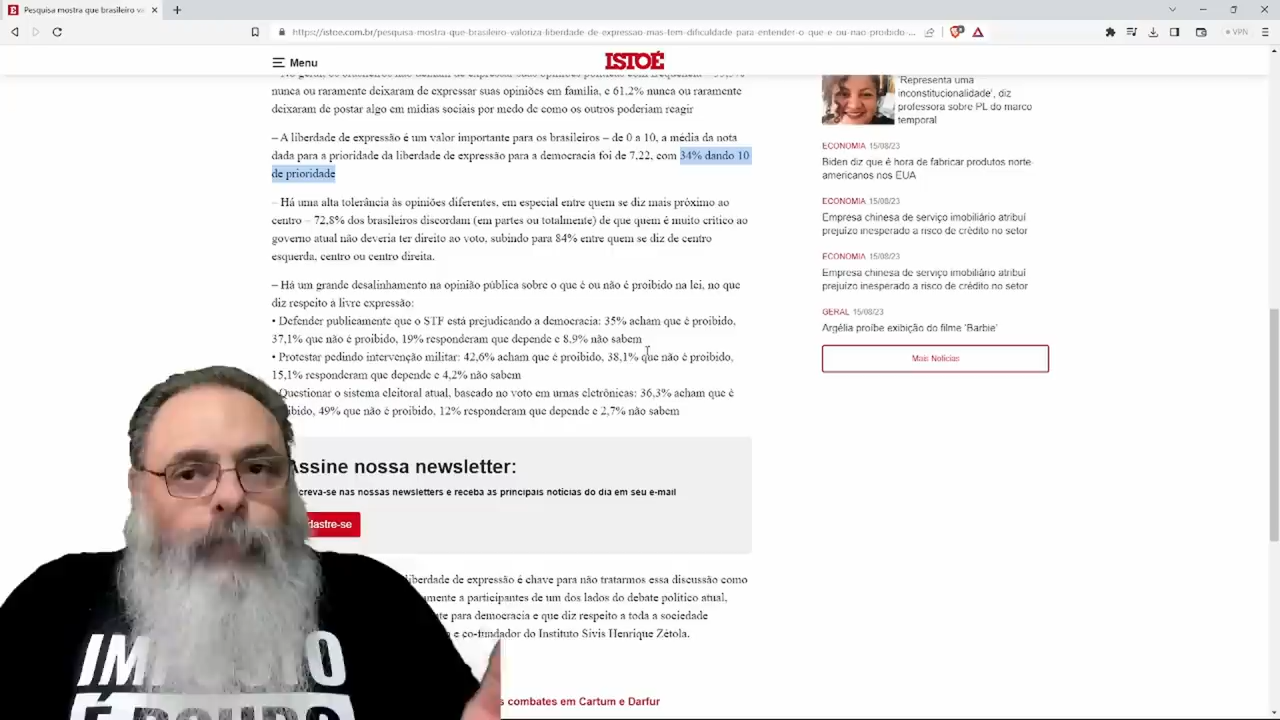 Pesquisa mostra que brasileiro va
https://istoe.com.br/pesquisa-mostra-que-brasileiro-valoriza-liberdade-de-expressao-mas-tem-dificuldade-para-entender-o-que-e-ou-nao-proibido-...
VPN
Menu
ISTOÉ
nunca ou raramente deixaram de expressar suas opiniões em família, e 61,2% nunca ou raramente
deixaram de postar algo em mídias sociais por medo de como os outros poderiam reagir
– A liberdade de expressão é um valor importante para os brasileiros – de 0 a 10, a média da nota
dada para a prioridade da liberdade de expressão para a democracia foi de 7,22, com 34% dando 10
de prioridade
– Há uma alta tolerância às opiniões diferentes, em especial entre quem se diz mais próximo ao
centro – 72,8% dos brasileiros discordam (em partes ou totalmente) de que quem é muito crítico ao
governo atual não deveria ter direito ao voto, subindo para 84% entre quem se diz de centro
esquerda, centro ou centro direita.
– Há um grande desalinhamento na opinião pública sobre o que é ou não é proibido na lei, no que
diz respeito à livre expressão:
• Defender publicamente que o STF está prejudicando a democracia: 35% acham que é proibido,
37,1% que não é proibido, 19% responderam que depende e 8,9% não sabem
• Protestar pedindo intervenção militar: 42,6% acham que é proibido, 38,1% que não é proibido,
15,1% responderam que depende e 4,2% não sabem
Questionar o sistema eleitoral atual, baseado no voto em urnas eletrônicas: 36,3% acham que é
ibido, 49% que não é proibido, 12% responderam que depende e 2,7% não sabem
Assine nossa newsletter:
creva-se nas nossas newsletters e receba as principais notícias do dia em seu e-mail
dastre-se
liberdade de expressão é chave para não tratarmos essa discussão como
amente a participantes de um dos lados do debate político atual,
te para democracia e que diz respeito a toda a sociedade
e co-fundador do Instituto Sivis Henrique Zétola.
s combates em Cartum e Darfur
'Representa uma
inconstitucionalidade', diz
professora sobre PL do marco
temporal
ECONOMIA 15/08/23
Biden diz que é hora de fabricar produtos norte-
americanos nos EUA
ECONOMIA 15/08/23
Empresa chinesa de serviço imobiliário atribui
prejuízo inesperado a risco de crédito no setor
ECONOMIA 15/08/23
Empresa chinesa de serviço imobiliário atribui
prejuízo inesperado a risco de crédito no setor
GERAL 15/08/23
Argélia proíbe exibição do filme 'Barbie'
Mais Notícias